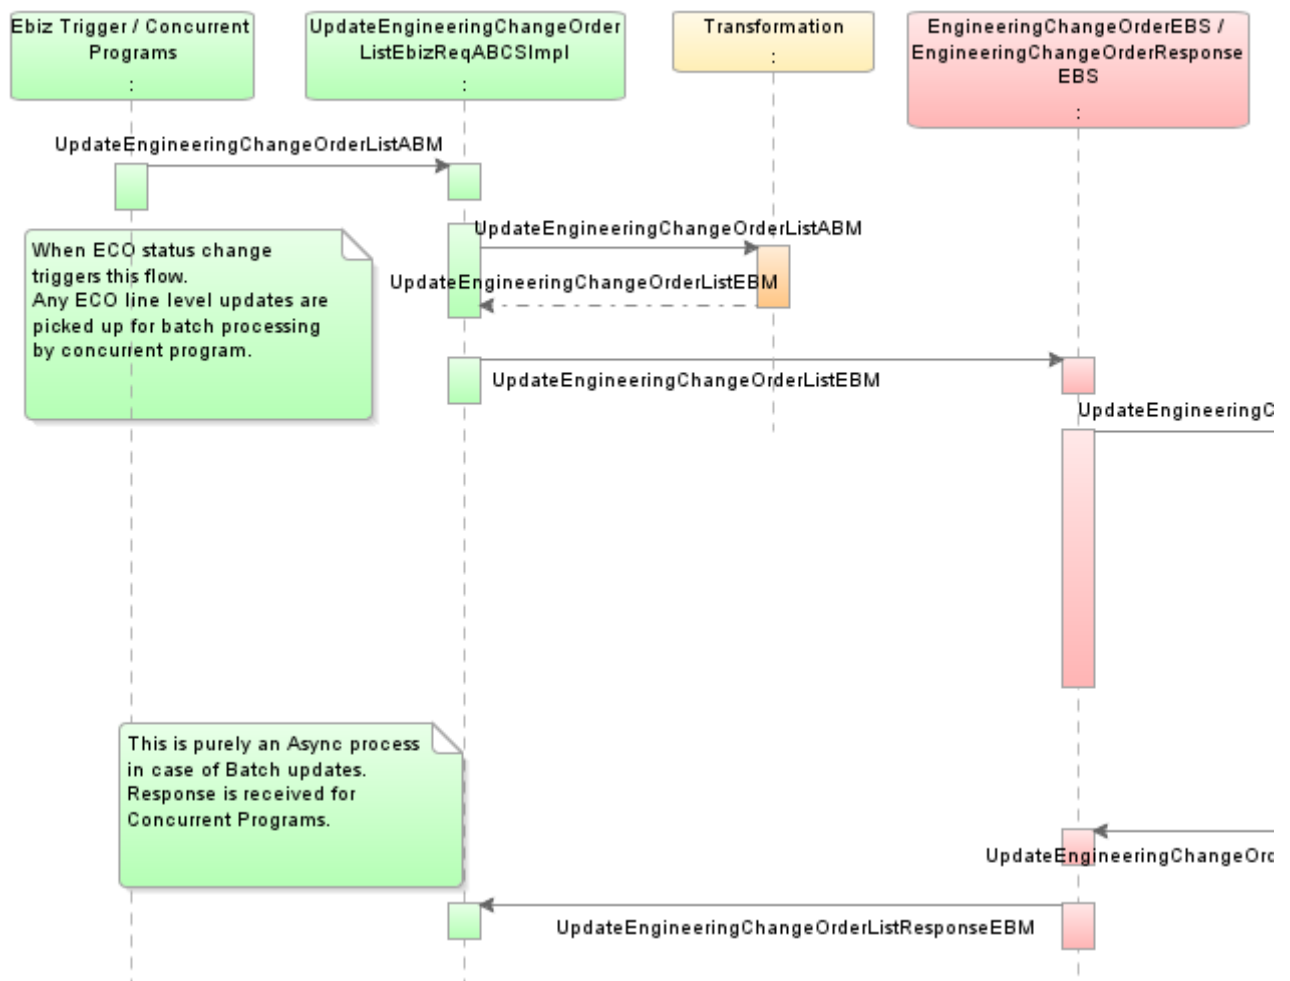 Ebiz Trigger / Concurrent
Programs
:
UpdateEngineeringChangeOrder
ListEbizReqABCSImpl
:
Transformation
:
EngineeringChangeOrderEBS /
EngineeringChangeOrderResponse
EBS
:
UpdateEngineeringChangeOrderListABM
UpdateEngineeringChangeOrderListABM
When ECO status change
triggers this flow.
Any ECO line level updates are
picked up for batch processing
by concurrent program.
UpdateEngineeringChangeOrderListEBM
UpdateEngineeringChangeOrderListEBM
UpdateEngineeringC
This is purely an Async process
in case of Batch updates.
Response is received for
Concurrent Programs.
UpdateEngineeringChangeOrd
UpdateEngineeringChangeOrderListResponseEBM